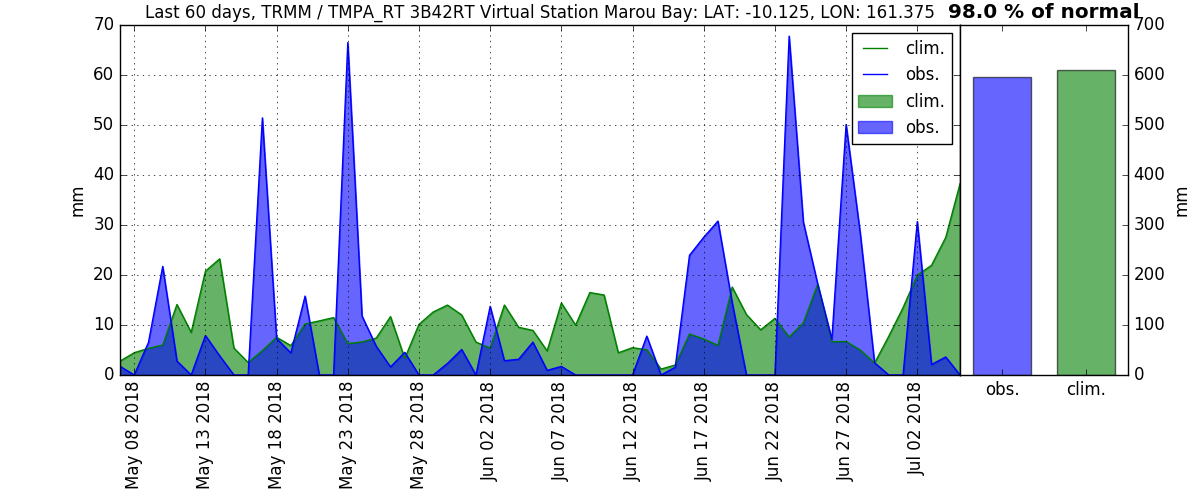 Last 60 days, TRMM / TMPA_RT 3B42RT Virtual Station Marou Bay: LAT: -10.125, LON: 161.375 98.0 % of normal
70
60
50
40
30
20
10
0
mm
clim.
obs.
clim.
obs.
May 08 2018
May 13 2018
May 18 2018
May 23 2018
May 28 2018
Jun 02 2018
Jun 07 2018
Jun 12 2018
Jun 17 2018
Jun 22 2018
Jun 27 2018
Jul 02 2018
obs.
clim.
700
600
500
400
300
200
100
0
mm